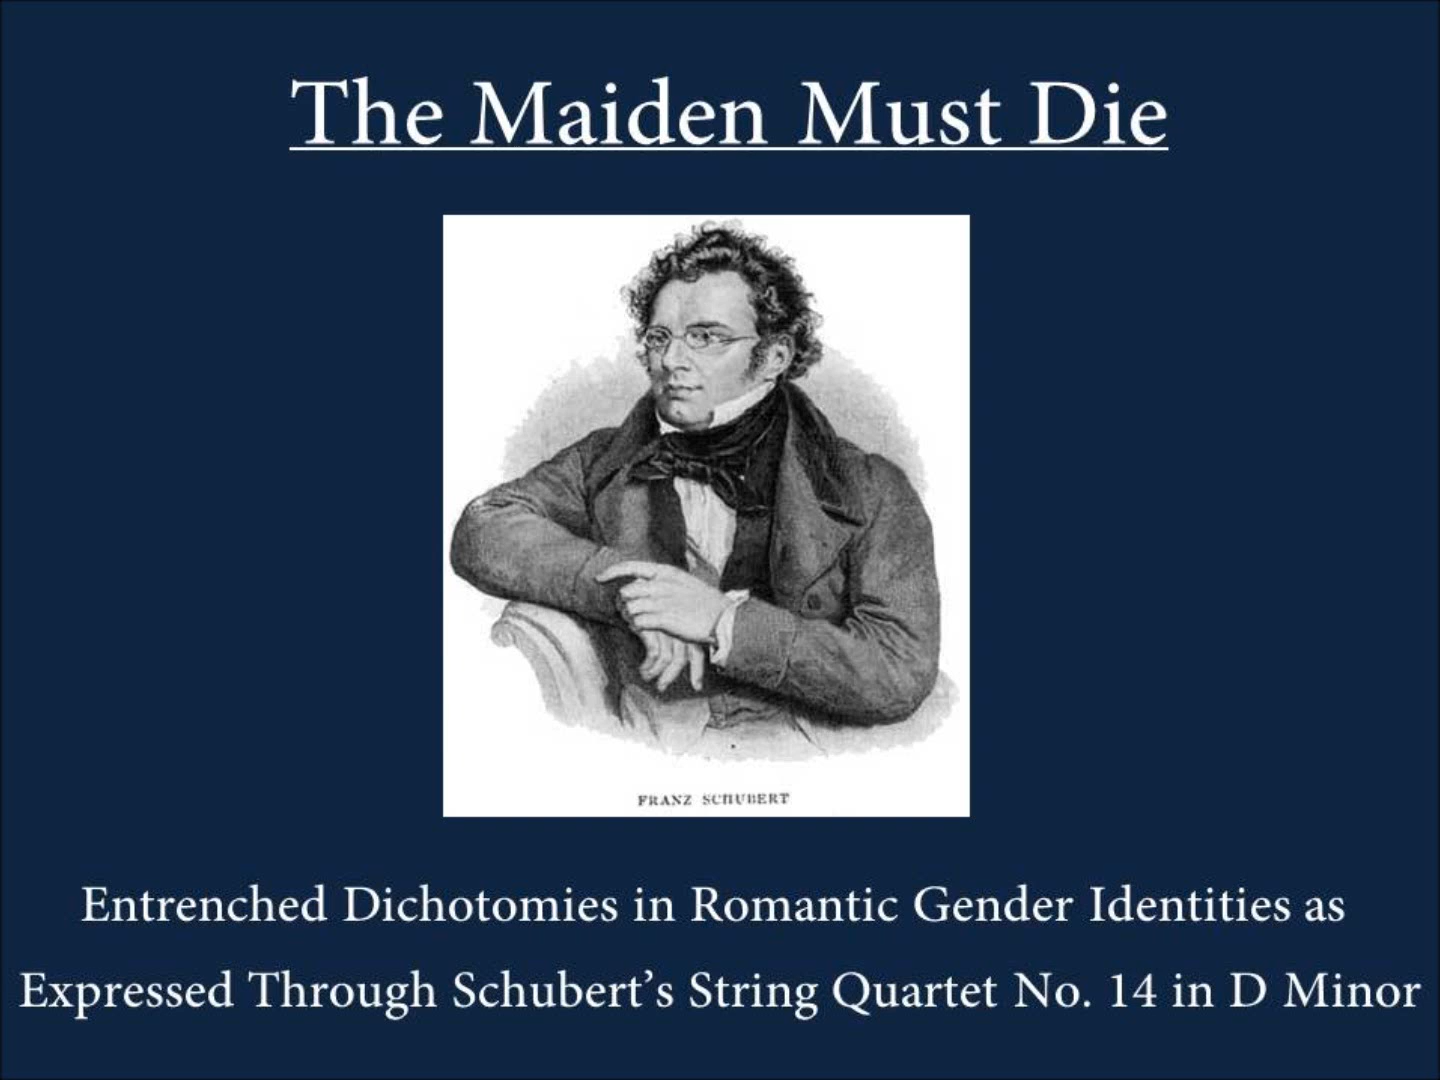 The Maiden Must Die
FRANZ SCHUBERT
Entrenched Dichotomies in Romantic Gender Identities as
Expressed Through Schubert’s String Quartet No. 14 in D Minor